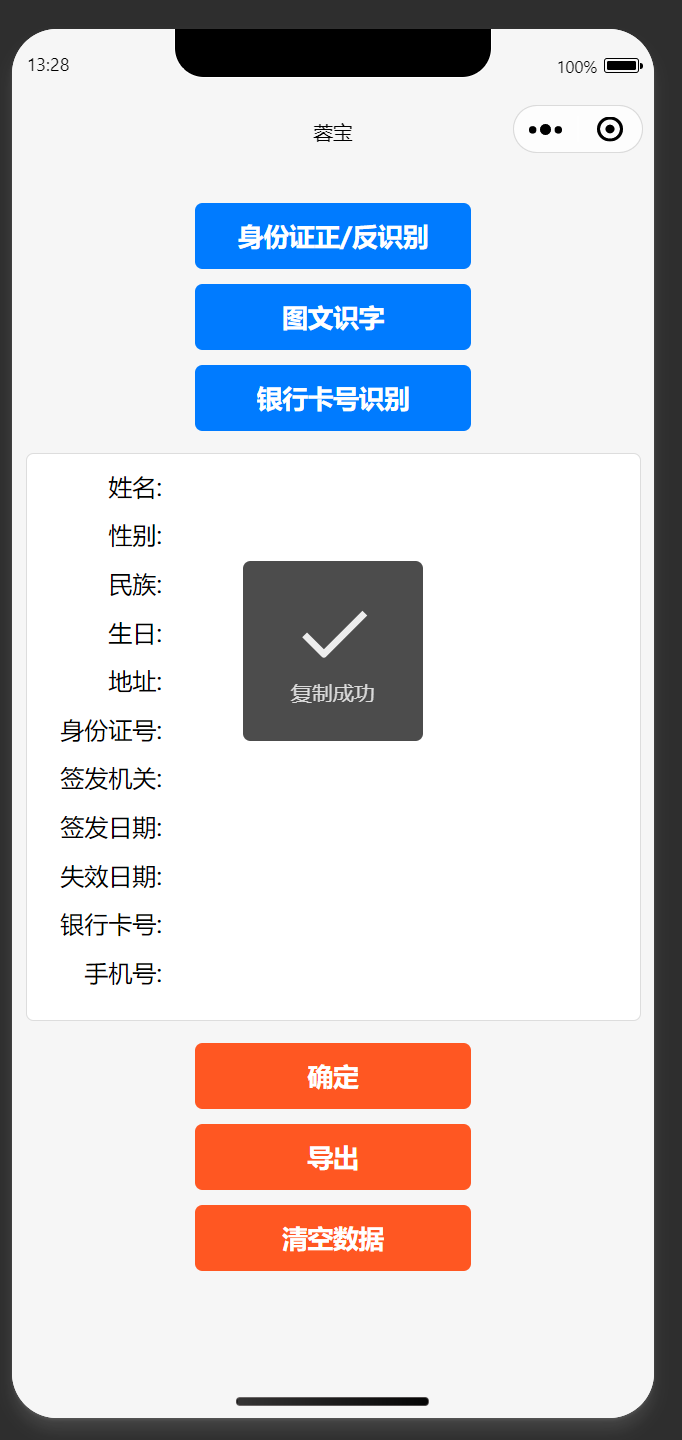 13:28
100%
蓉宝
身份证正/反识别
图文识字
银行卡号识别
姓名:
性别:
民族:
生日:
地址:
身份证号:
签发机关:
签发日期:
失效日期:
银行卡号:
手机号:
复制成功
确定
导出
清空数据